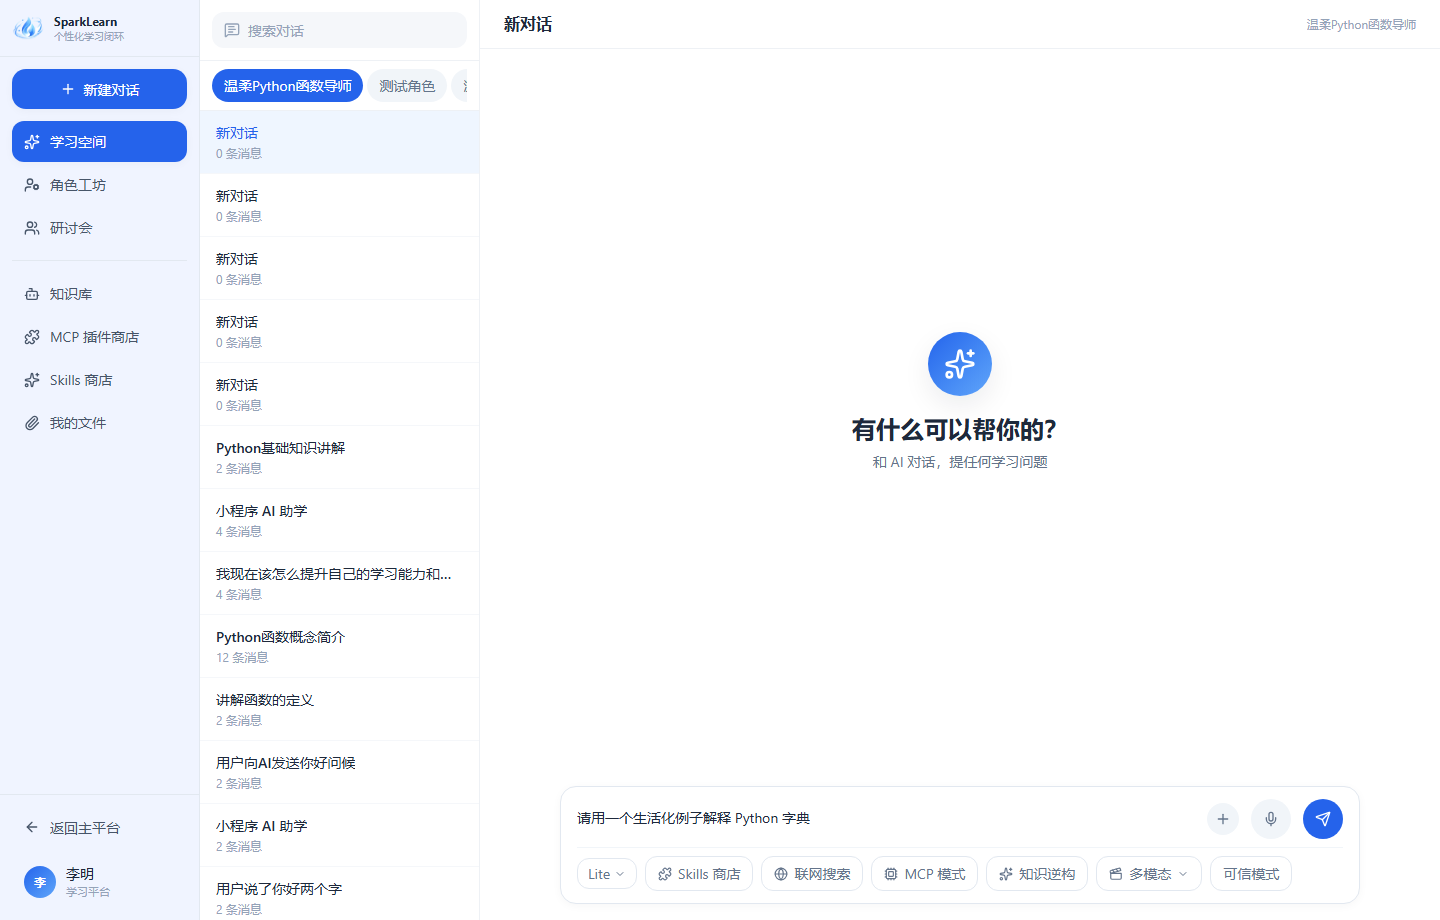 SparkLearn
个性化学习闭环
新建对话
学习空间
角色工坊
研讨会
知识库
MCP 插件商店
Skills 商店
我的文件
返回主平台
李
李明
学习平台
搜索对话
温柔Python函数导师
测试角色
新对话
0 条消息
新对话
0 条消息
新对话
0 条消息
新对话
0 条消息
新对话
0 条消息
Python基础知识讲解
2 条消息
小程序 AI 助学
4 条消息
我现在该怎么提升自己的学习能力和...
4 条消息
Python函数概念简介
12 条消息
讲解函数的定义
2 条消息
用户向AI发送你好问候
2 条消息
小程序 AI 助学
2 条消息
用户说了你好两个字
2 条消息
新对话
温柔Python函数导师
有什么可以帮你的？
和 AI 对话，提任何学习问题
请用一个生活化例子解释 Python 字典
Lite
Skills 商店
联网搜索
MCP 模式
知识逆构
多模态
可信模式